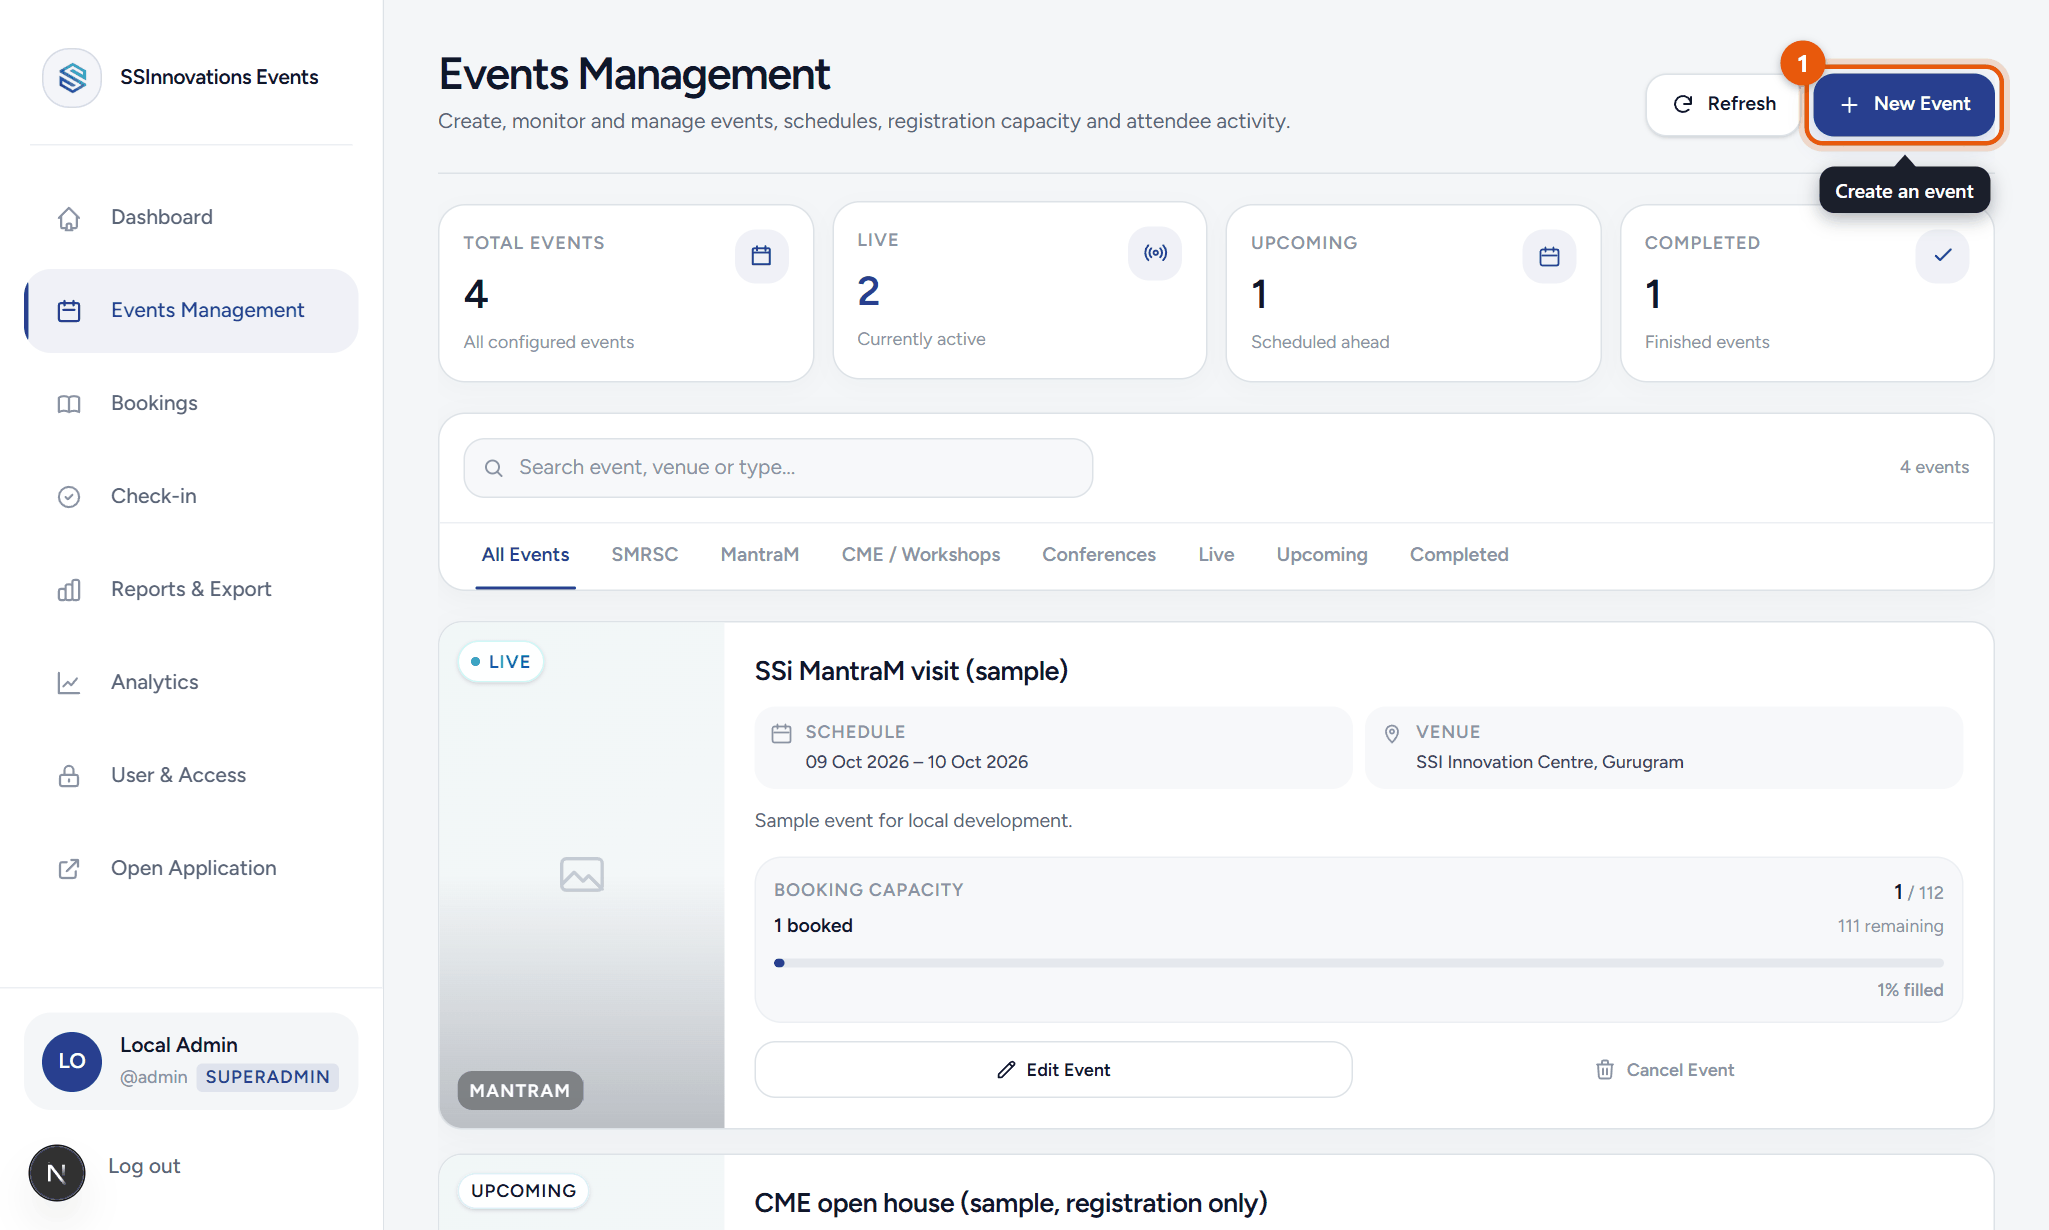 SSInnovations Events
Dashboard
Events Management
Bookings
Check-in
Reports & Export
Analytics
User & Access
Open Application
LO
Local Admin
@admin SUPERADMIN
N
Log out
Events Management
Create, monitor and manage events, schedules, registration capacity and attendee activity.
Refresh
1
+ New Event
Create an event
TOTAL EVENTS
4
All configured events
LIVE
2
Currently active
UPCOMING
1
Scheduled ahead
COMPLETED
1
Finished events
Search event, venue or type...
4 events
All Events SMRSC MantraM CME / Workshops Conferences Live Upcoming Completed
LIVE
MANTRAM
SSi MantraM visit (sample)
SCHEDULE
09 Oct 2026 – 10 Oct 2026
VENUE
SSI Innovation Centre, Gurugram
Sample event for local development.
BOOKING CAPACITY
1 / 112
1 booked
111 remaining
1% filled
Edit Event
Cancel Event
UPCOMING
CME open house (sample, registration only)